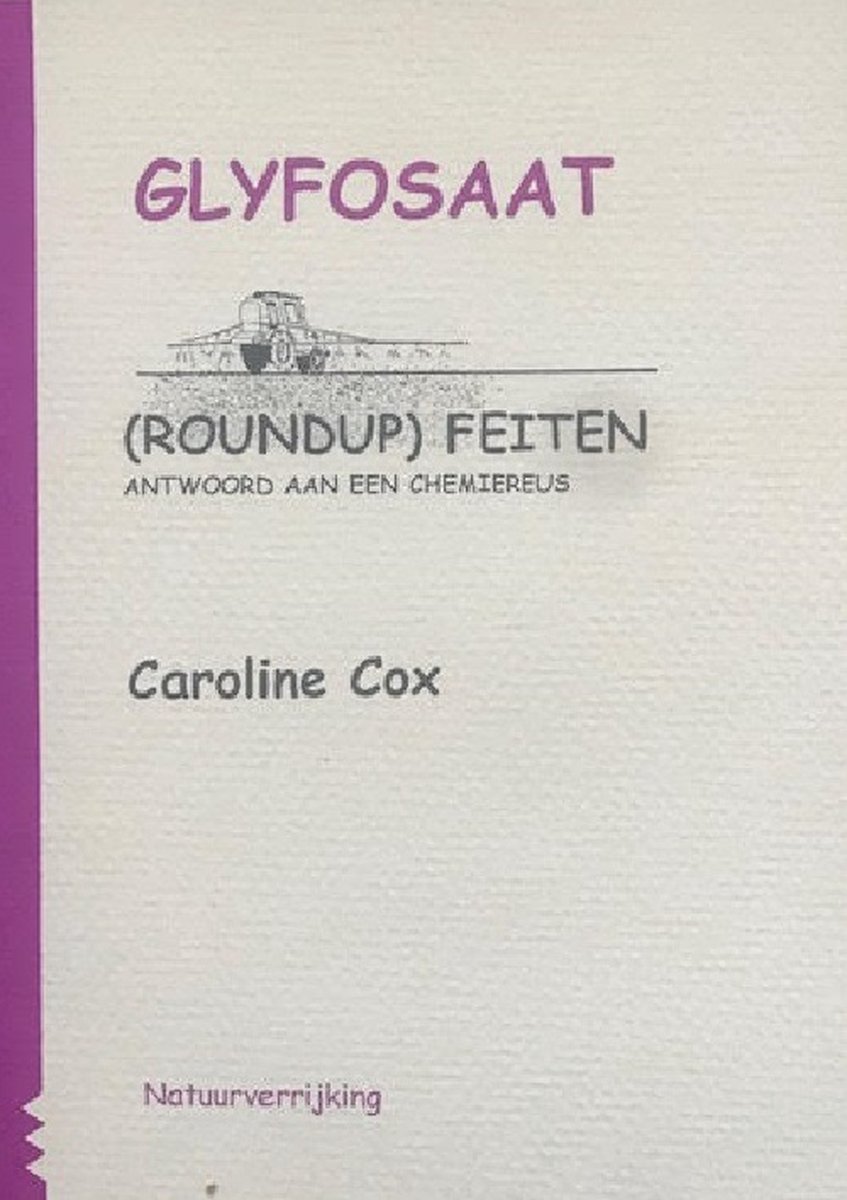 GLYFOSAAT
(ROUNDUP) FEITEN
ANTWOORD AAN EEN CHEMIEREUS
Caroline Cox
Natuurverrijking